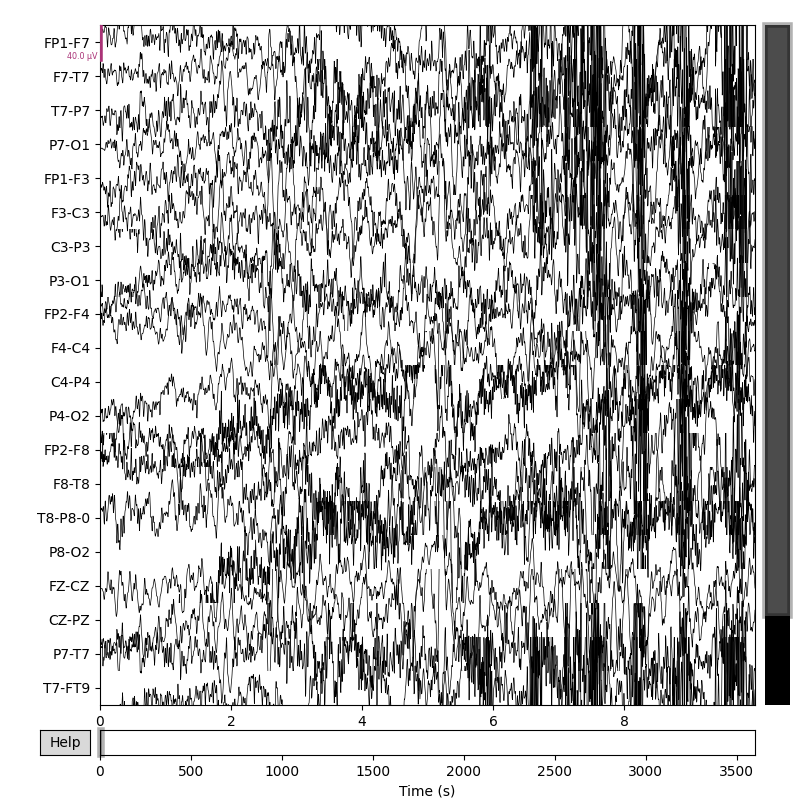 FP1-F7
40.0 µV
F7-T7
T7-P7
P7-O1
FP1-F3
F3-C3
C3-P3
P3-O1
FP2-F4
F4-C4
C4-P4
P4-O2
FP2-F8
F8-T8
T8-P8-0
P8-O2
FZ-CZ
CZ-PZ
P7-T7
T7-FT9
0 2 4 6 8
Help
0 500 1000 1500 2000 2500 3000 3500
Time (s)